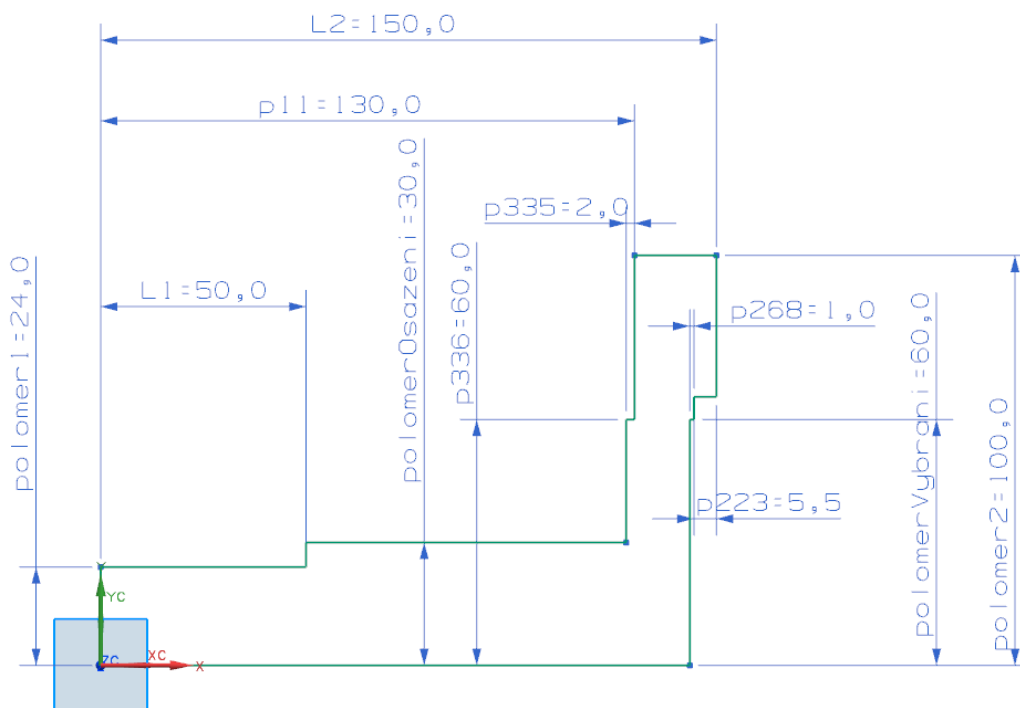 L2=150,0
p11=130,0
polomerOsazeni=30,0
p335=2,0
polomer1=24,0
L1=50,0
p336=60,0
p268=1,0
polomerVybrani=60,0
polomer2=100,0
p223=5,5
Y
YC
ZC
XC
X